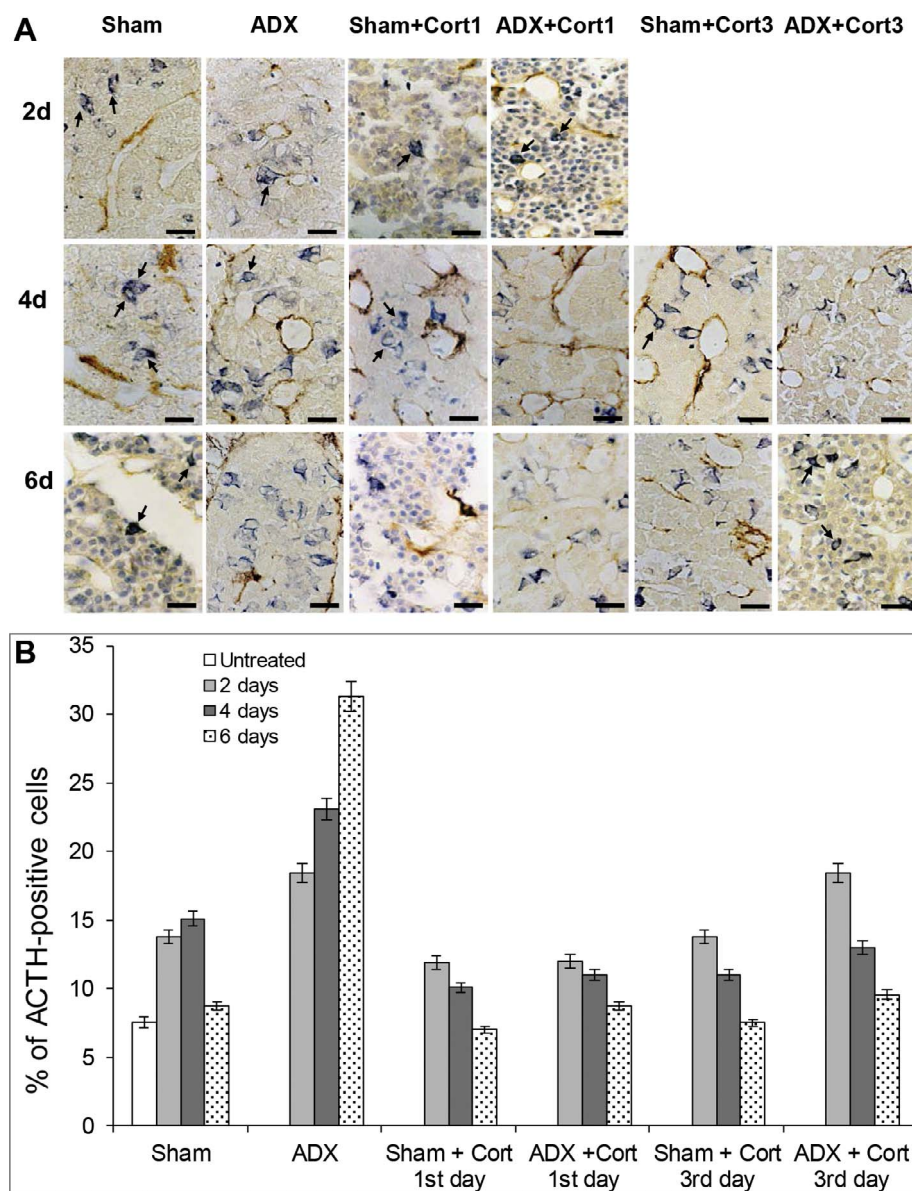 A
Sham ADX Sham+Cort1 ADX+Cort1 Sham+Cort3 ADX+Cort3
2d
4d
6d
B
35
30
25
20
15
10
5
0
% of ACTH-positive cells
Untreated
2 days
4 days
6 days
Sham ADX Sham + Cort ADX +Cort Sham + Cort ADX + Cort
1st day 1st day 3rd day 3rd day